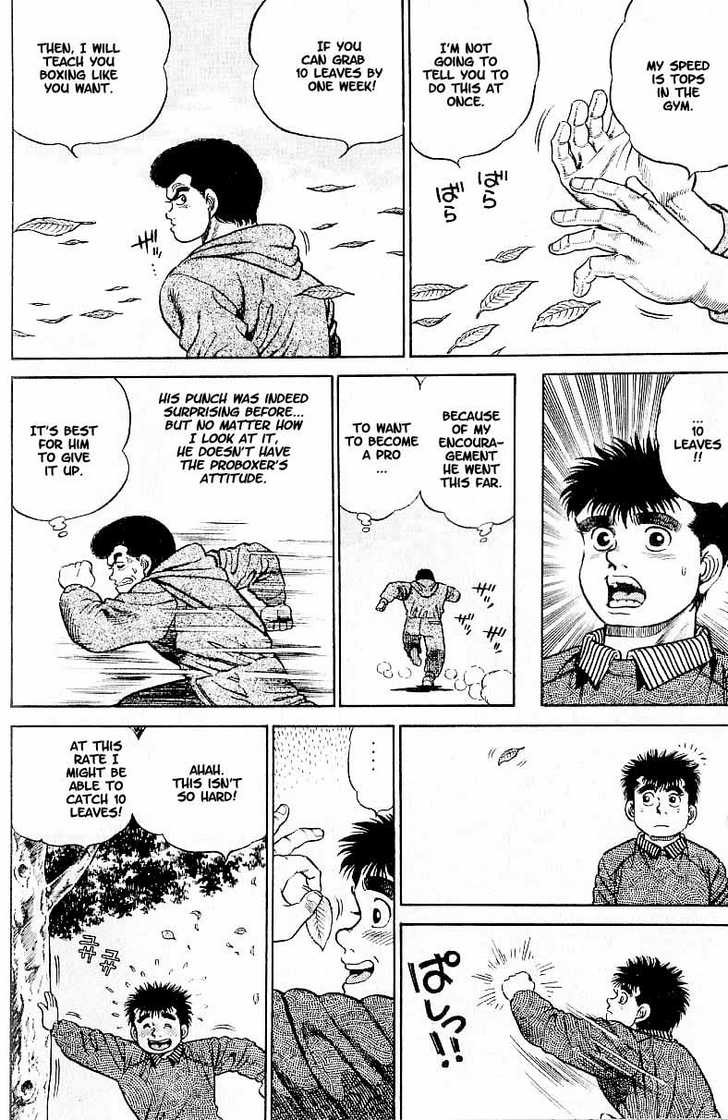 MY SPEED
IS TOPS
IN THE
GYM.
I'M NOT
GOING TO
TELL YOU TO
DO THIS AT
ONCE.
ばら
ばら
IF YOU
CAN GRAB
10 LEAVES BY
ONE WEEK!
THEN, I WILL
TEACH YOU
BOXING LIKE
YOU WANT.
ザッ
...
...
10
LEAVES
!!
BECAUSE
OF MY
ENCOURA-
GEMENT
HE WENT
THIS FAR.
TO WANT
TO BECOME
A PRO
...
HIS PUNCH WAS INDEED
SURPRISING BEFORE...
BUT NO MATTER HOW
I LOOK AT IT,
HE DOESN'T HAVE
THE PROBOXER'S
ATTITUDE.
IT'S BEST
FOR HIM
TO GIVE
IT UP.
ぱしっ!!
...
AHAH.
THIS ISN'T
SO HARD!
AT THIS
RATE I
MIGHT BE
ABLE TO
CATCH 10
LEAVES!